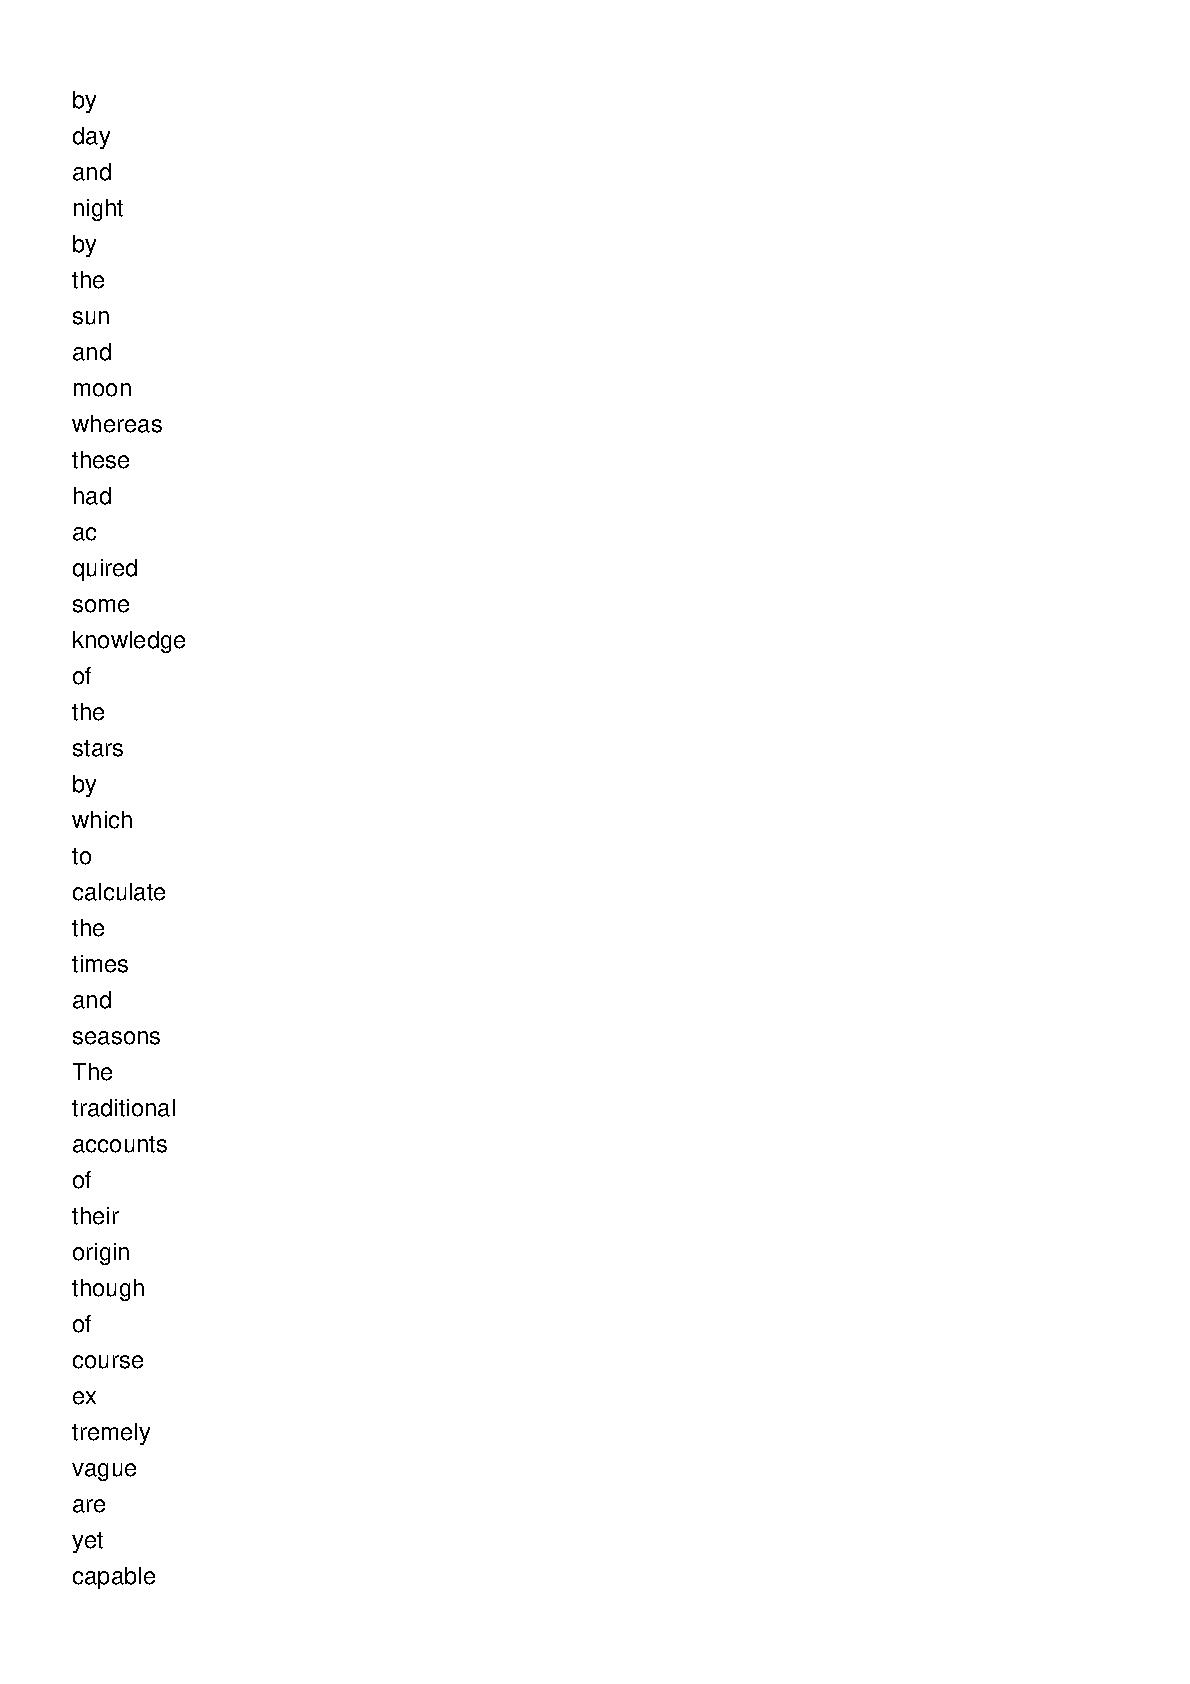 by
day
and
night
by
the
sun
and
moon
whereas
these
had
ac
quired
some
knowledge
of
the
stars
by
which
to
calculate
the
times
and
seasons
The
traditional
accounts
of
their
origin
though
of
course
ex
tremely
vague
are
yet
capable